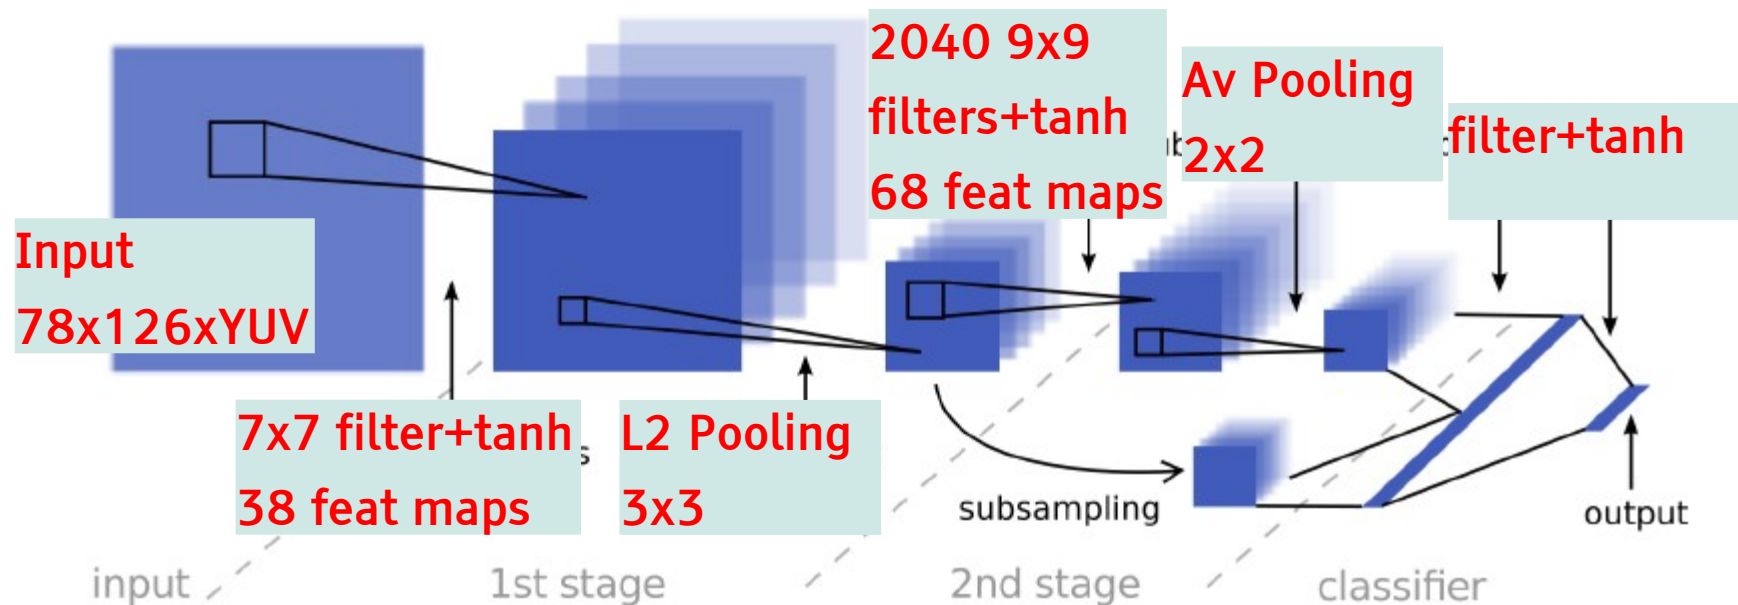 Input
78x126xYUV
7x7 filter+tanh
38 feat maps
L2 Pooling
3x3
2040 9x9
filters+tanh
68 feat maps
Av Pooling
2x2
filter+tanh
subsampling
output
input
1st stage
2nd stage
classifier